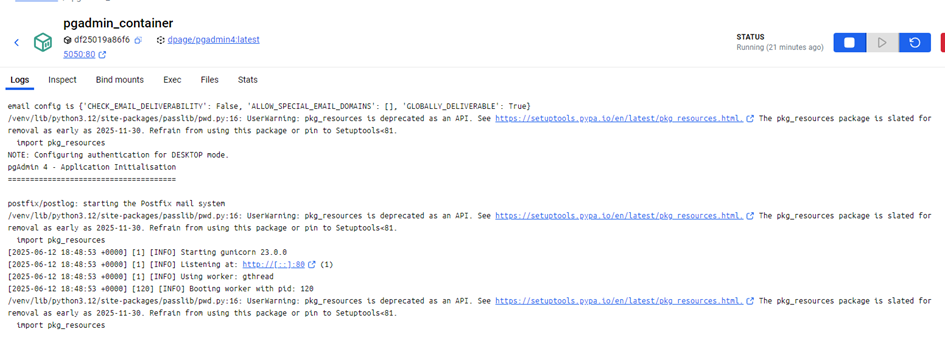 pgadmin_container
df25019a86f6 dpage/pgadmin4:latest
5050:80
STATUS
Running (21 minutes ago)
Logs Inspect Bind mounts Exec Files Stats
email config is {'CHECK_EMAIL_DELIVERABILITY': False, 'ALLOW_SPECIAL_EMAIL_DOMAINS': [], 'GLOBALLY_DELIVERABLE': True}
/venv/lib/python3.12/site-packages/passlib/pwd.py:16: UserWarning: pkg_resources is deprecated as an API. See https://setuptools.pypa.io/en/latest/pkg_resources.html. The pkg_resources package is slated for
removal as early as 2025-11-30. Refrain from using this package or pin to Setuptools<81.
import pkg_resources
NOTE: Configuring authentication for DESKTOP mode.
pgAdmin 4 - Application Initialisation
======================================
postfix/postlog: starting the Postfix mail system
/venv/lib/python3.12/site-packages/passlib/pwd.py:16: UserWarning: pkg_resources is deprecated as an API. See https://setuptools.pypa.io/en/latest/pkg_resources.html. The pkg_resources package is slated for
removal as early as 2025-11-30. Refrain from using this package or pin to Setuptools<81.
import pkg_resources
[2025-06-12 18:48:53 +0000] [1] [INFO] Starting gunicorn 23.0.0
[2025-06-12 18:48:53 +0000] [1] [INFO] Listening at: http://[::]:80 (1)
[2025-06-12 18:48:53 +0000] [1] [INFO] Using worker: gthread
[2025-06-12 18:48:53 +0000] [120] [INFO] Booting worker with pid: 120
/venv/lib/python3.12/site-packages/passlib/pwd.py:16: UserWarning: pkg_resources is deprecated as an API. See https://setuptools.pypa.io/en/latest/pkg_resources.html. The pkg_resources package is slated for
removal as early as 2025-11-30. Refrain from using this package or pin to Setuptools<81.
import pkg_resources